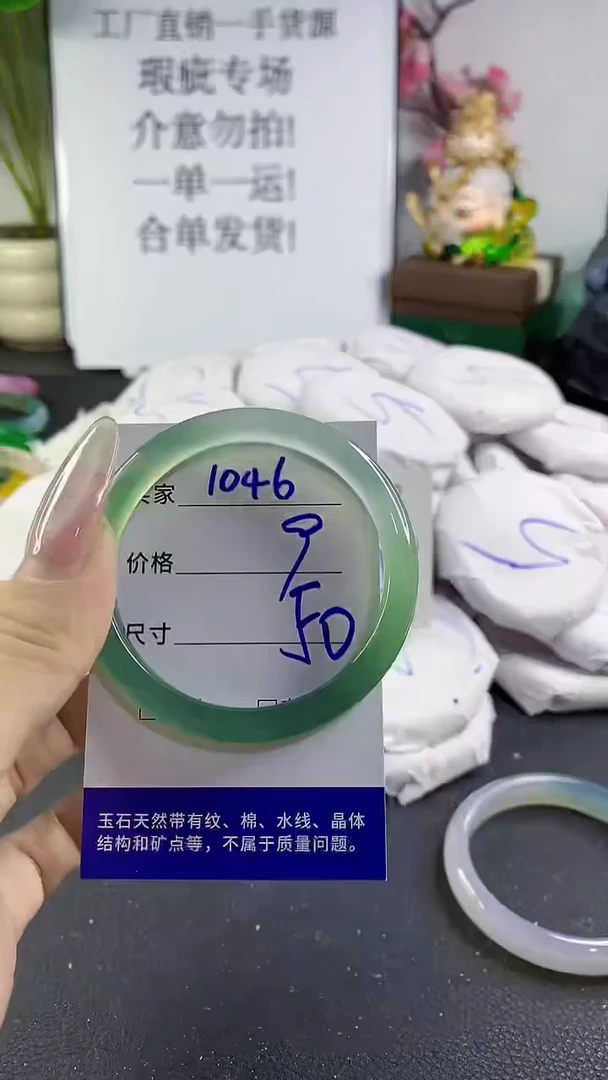 工厂直销一手货源
瑕疵专场
介意勿拍!
一单一运!
合单发货!
家 1046
价格 9
尺寸 50
玉石天然带有纹、棉、水线、晶体
结构和矿点等，不属于质量问题。